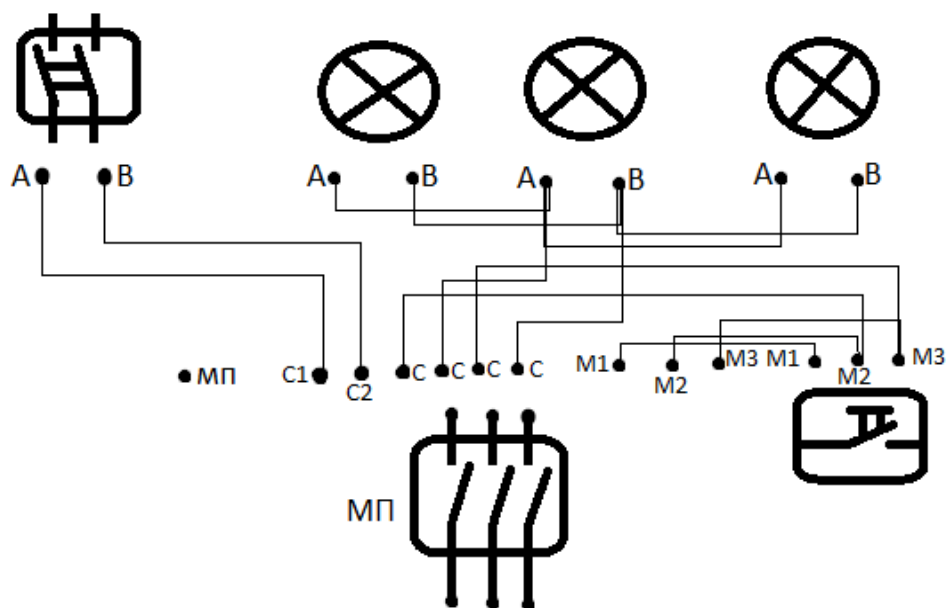 A B A B A B A B
МП C1 C2 C C C C M1 M2 M3 M1 M2 M3
МП